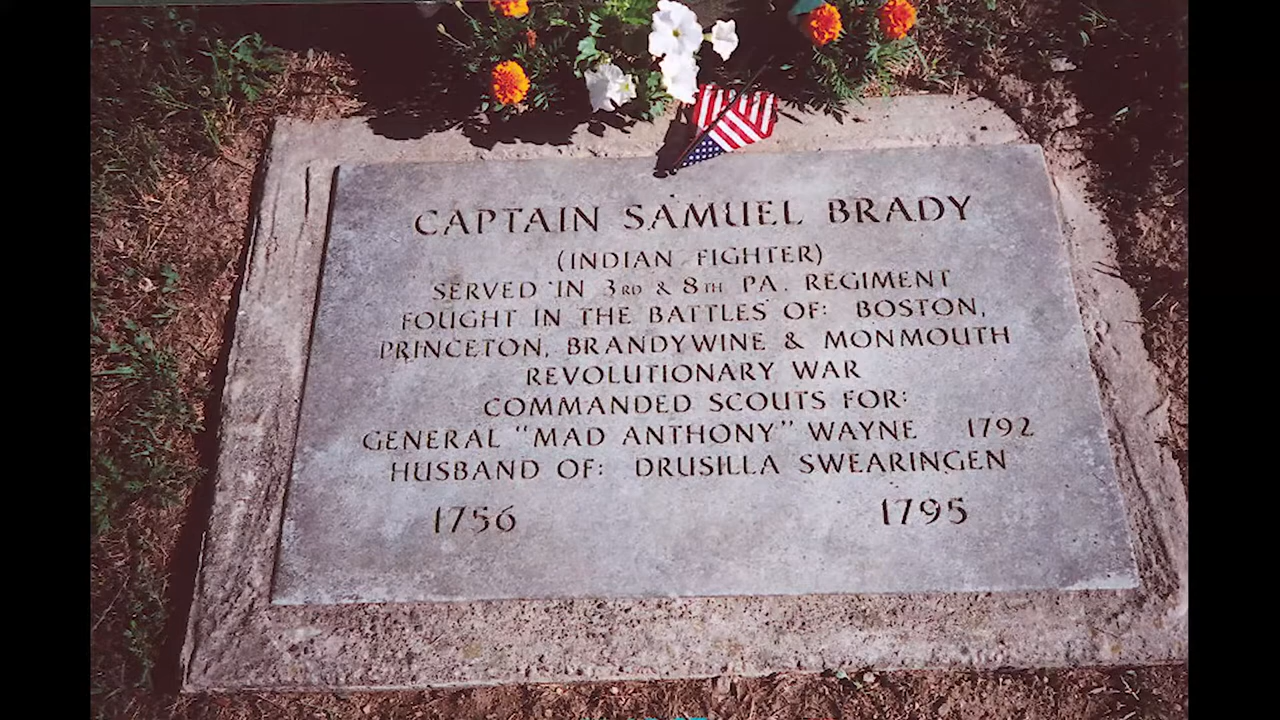 CAPTAIN SAMUEL BRADY
(INDIAN FIGHTER)
SERVED IN 3RD & 8TH PA. REGIMENT
FOUGHT IN THE BATTLES OF: BOSTON,
PRINCETON, BRANDYWINE & MONMOUTH
REVOLUTIONARY WAR
COMMANDED SCOUTS FOR:
GENERAL "MAD ANTHONY" WAYNE 1792
HUSBAND OF: DRUSILLA SWEARINGEN
1756 1795